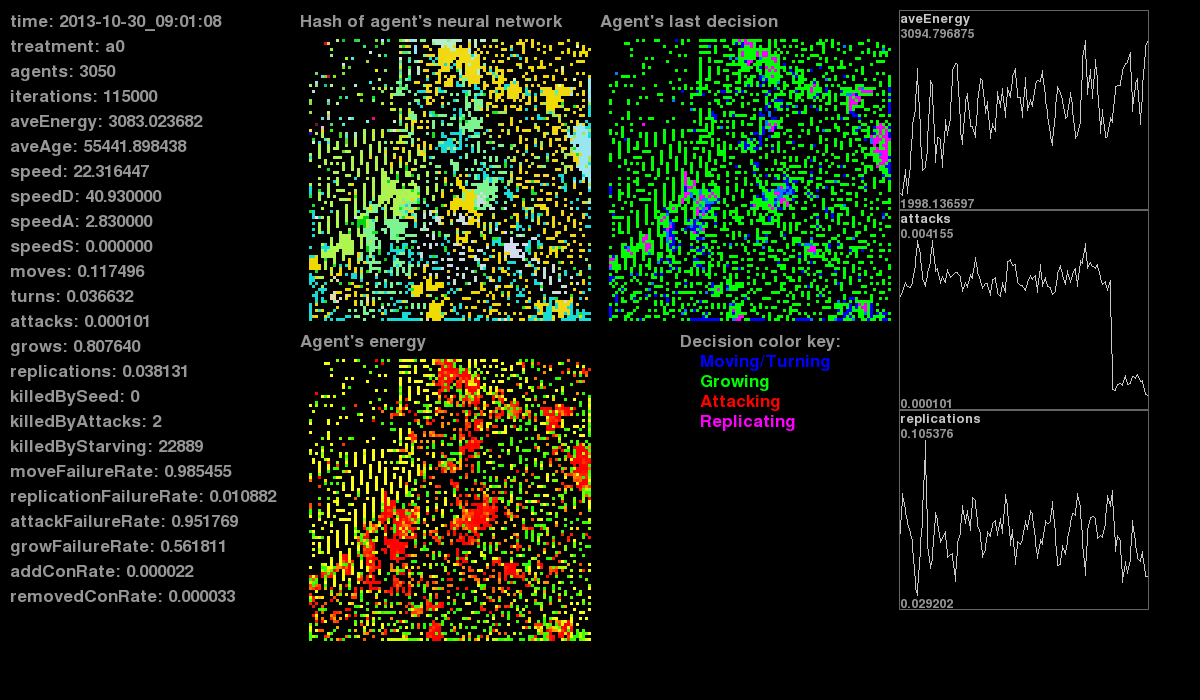 time: 2013-10-30_09:01:08
treatment: a0
agents: 3050
iterations: 115000
aveEnergy: 3083.023682
aveAge: 55441.898438
speed: 22.316447
speedD: 40.930000
speedA: 2.830000
speedS: 0.000000
moves: 0.117496
turns: 0.036632
attacks: 0.000101
grows: 0.807640
replications: 0.038131
killedBySeed: 0
killedByAttacks: 2
killedByStarving: 22889
moveFailureRate: 0.985455
replicationFailureRate: 0.010882
attackFailureRate: 0.951769
growFailureRate: 0.561811
addConRate: 0.000022
removedConRate: 0.000033
Hash of agent's neural network
Agent's last decision
Agent's energy
Decision color key:
Moving/Turning
Growing
Attacking
Replicating
aveEnergy
3094.796875
1998.136597
attacks
0.004155
0.000101
replications
0.105376
0.029202